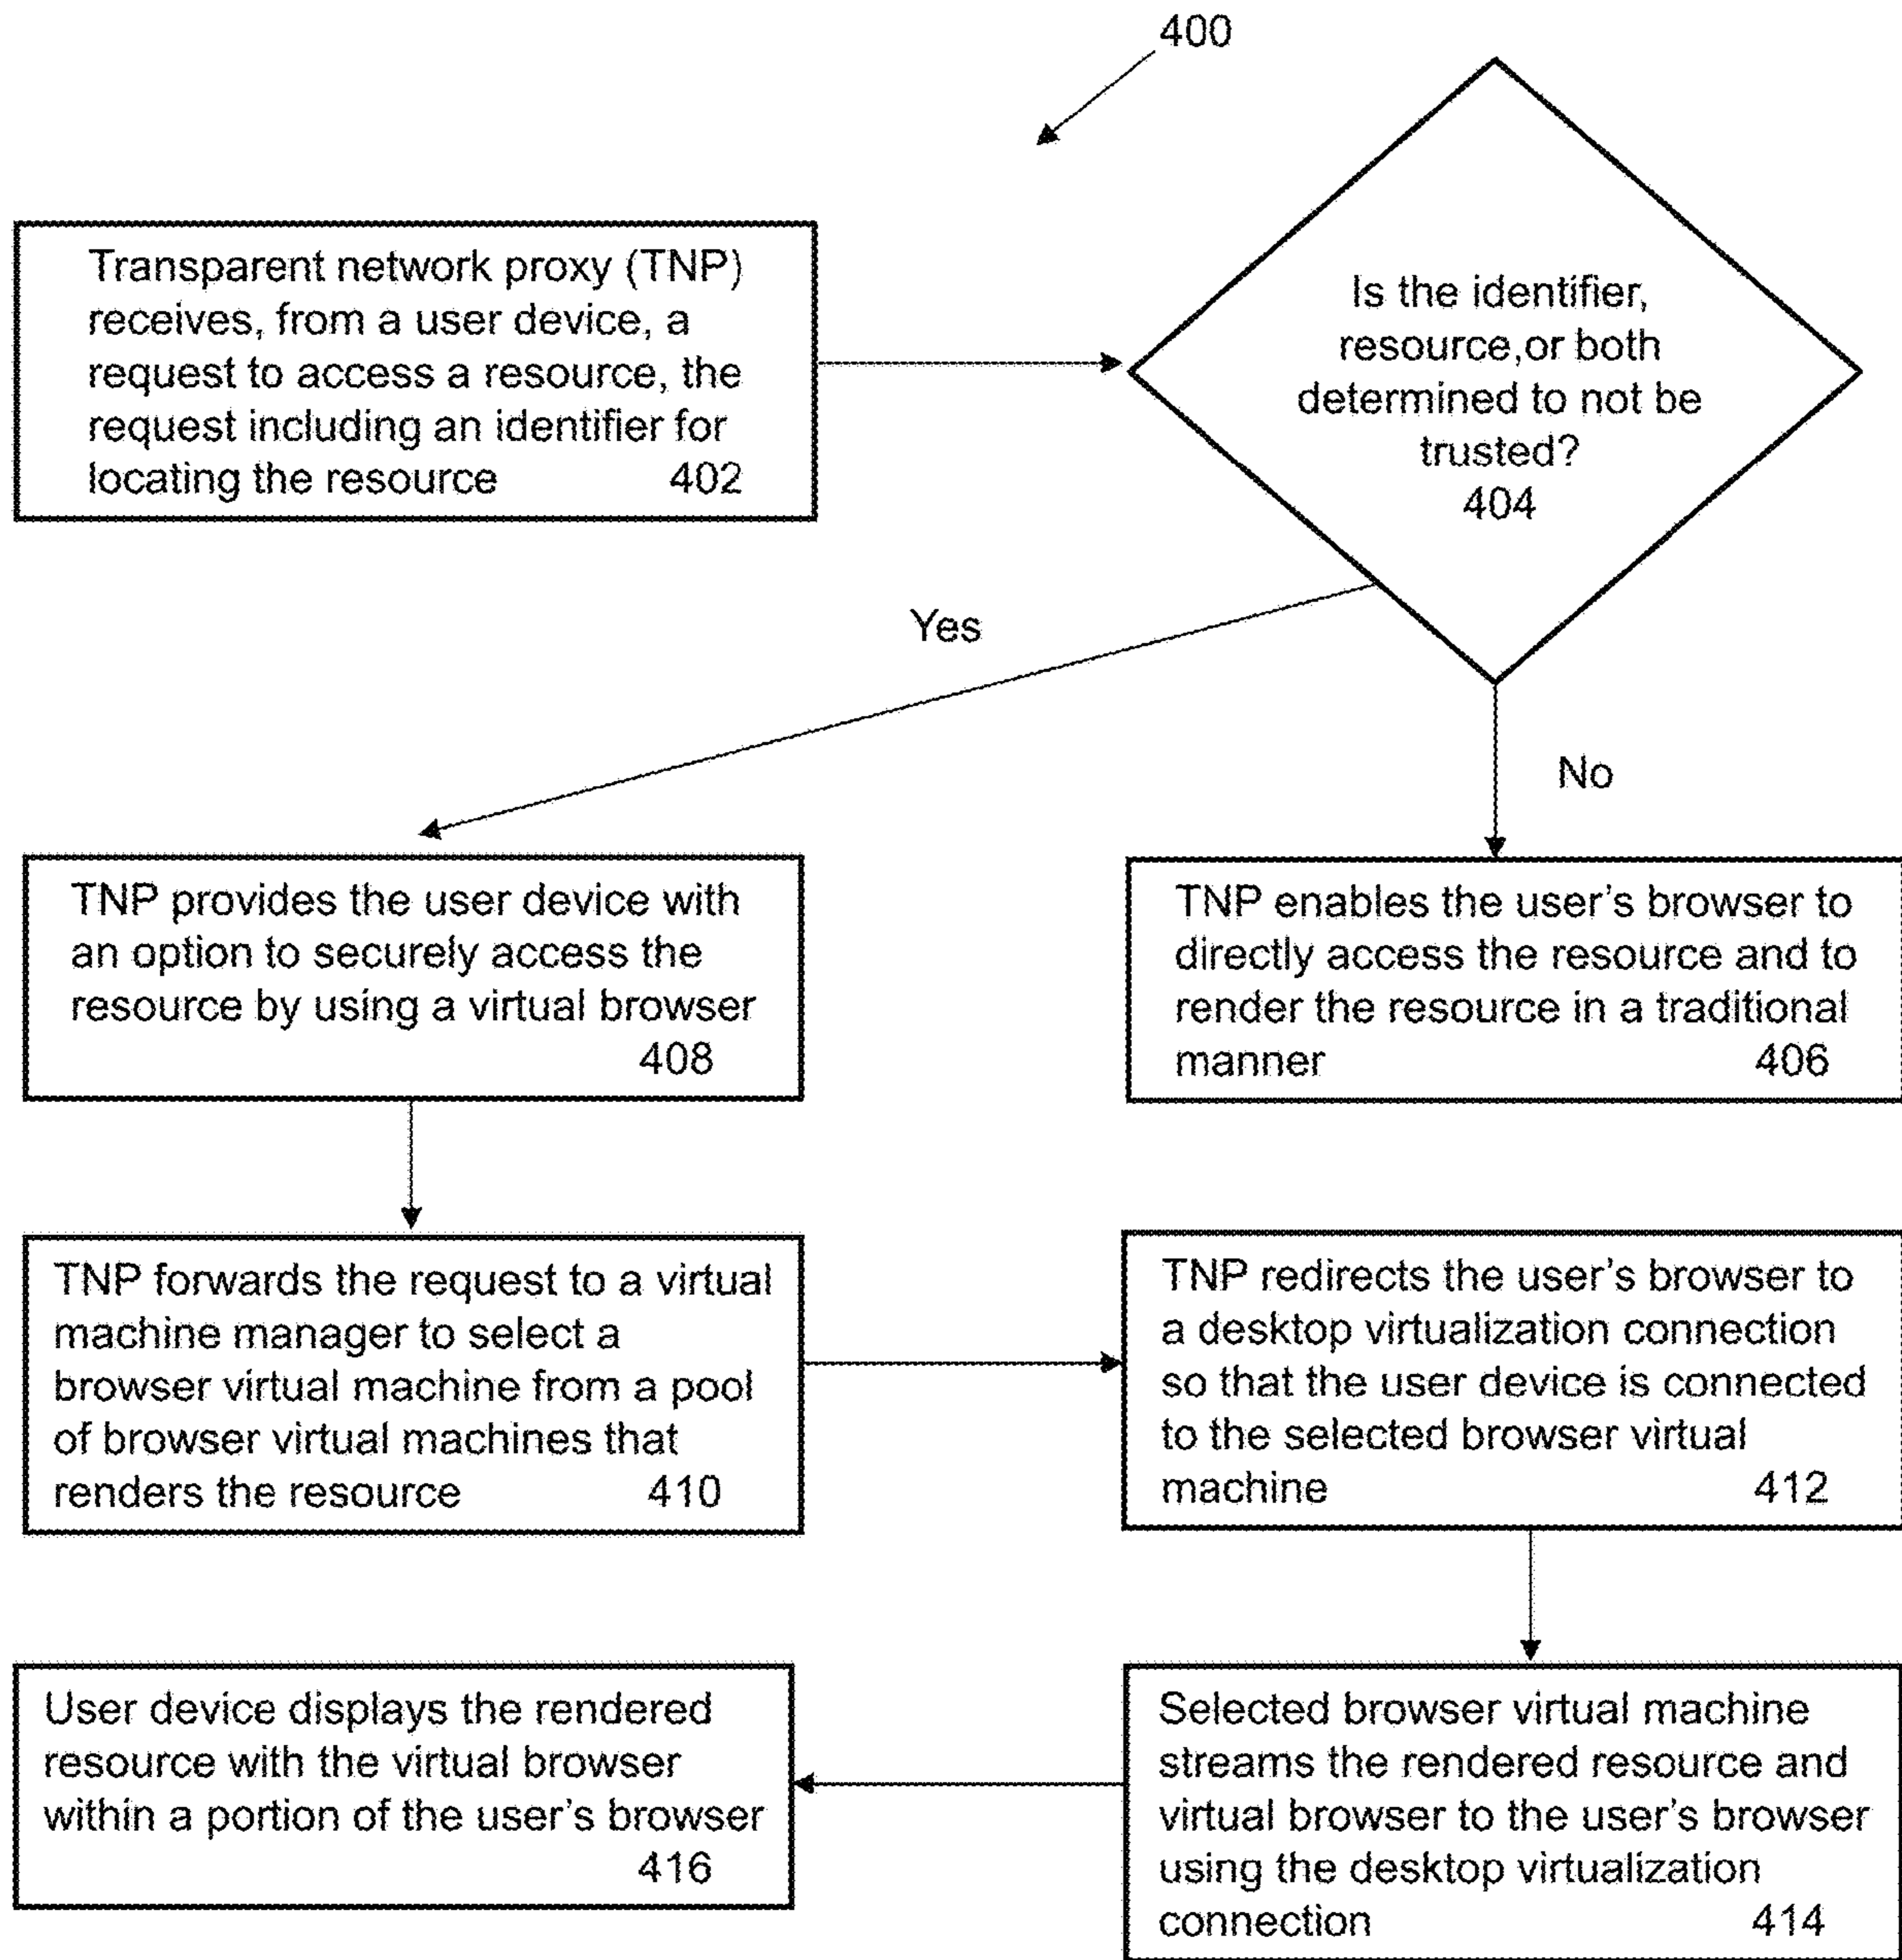 400
Transparent network proxy (TNP)
receives, from a user device, a
request to access a resource, the
request including an identifier for
locating the resource 402
Is the identifier,
resource,or both
determined to not be
trusted?
404
Yes
No
TNP provides the user device with
an option to securely access the
resource by using a virtual browser
408
TNP enables the user's browser to
directly access the resource and to
render the resource in a traditional
manner 406
TNP forwards the request to a virtual
machine manager to select a
browser virtual machine from a pool
of browser virtual machines that
renders the resource 410
TNP redirects the user's browser to
a desktop virtualization connection
so that the user device is connected
to the selected browser virtual
machine 412
Selected browser virtual machine
streams the rendered resource and
virtual browser to the user's browser
using the desktop virtualization
connection 414
User device displays the rendered
resource with the virtual browser
within a portion of the user's browser
416